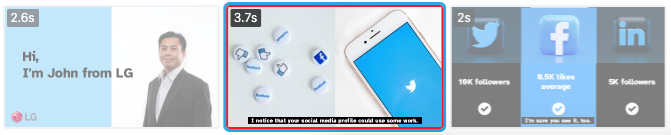 2.6s
Hi,
I'm John from LG
LG
3.7s
facebook
I notice that your social media profile could use some work.
2s
10K followers
6.5K likes
average
5K followers
I'm sure you see it, too.